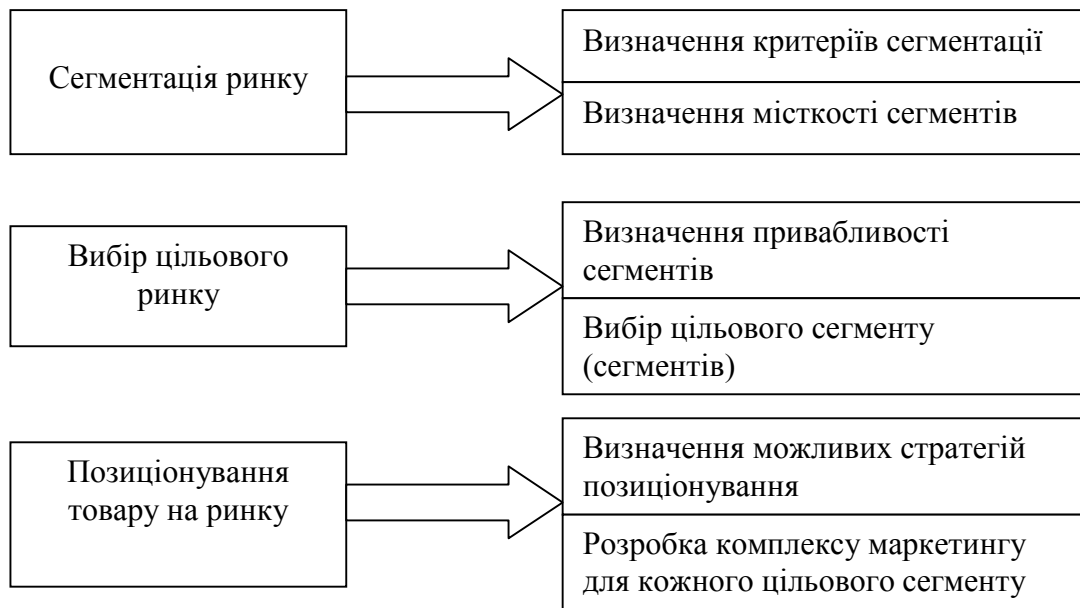 Сегментація ринку
Визначення критеріїв сегментації
Визначення місткості сегментів
Вибір цільового
ринку
Визначення привабливості
сегментів
Вибір цільового сегменту
(сегментів)
Позиціонування
товару на ринку
Визначення можливих стратегій
позиціонування
Розробка комплексу маркетингу
для кожного цільового сегменту